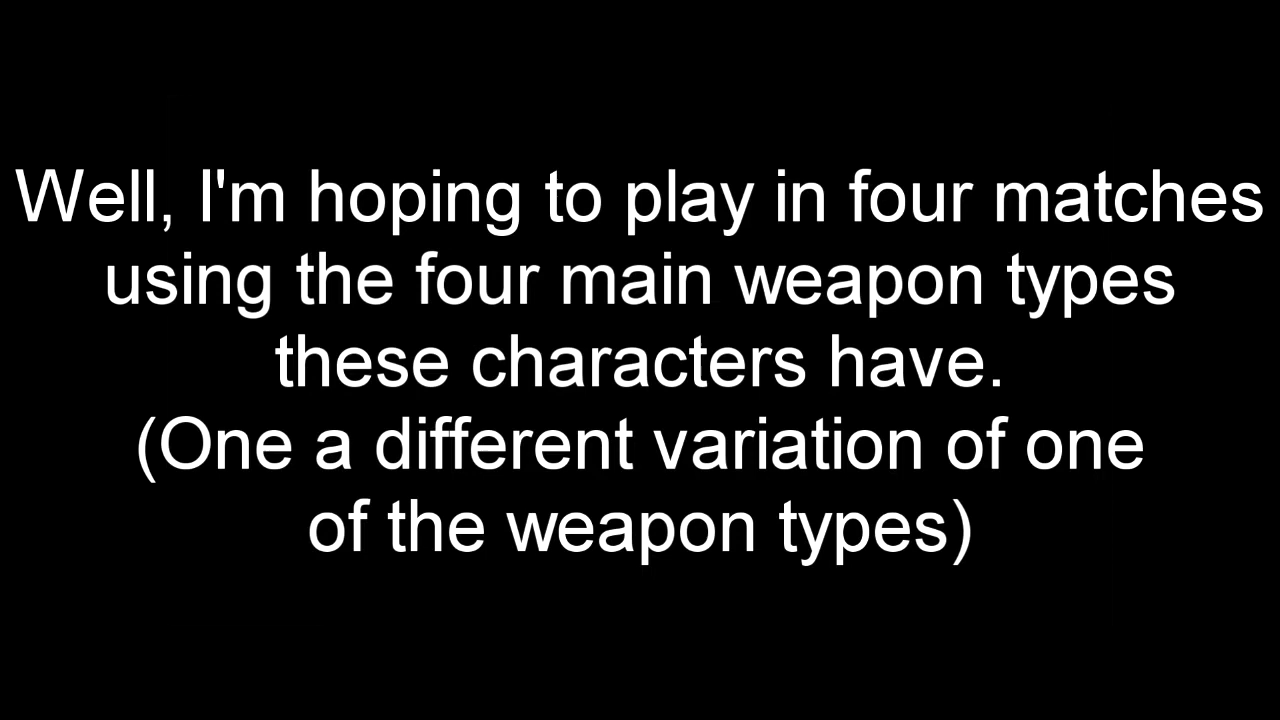 Well, I'm hoping to play in four matches
using the four main weapon types
these characters have.
(One a different variation of one
of the weapon types)